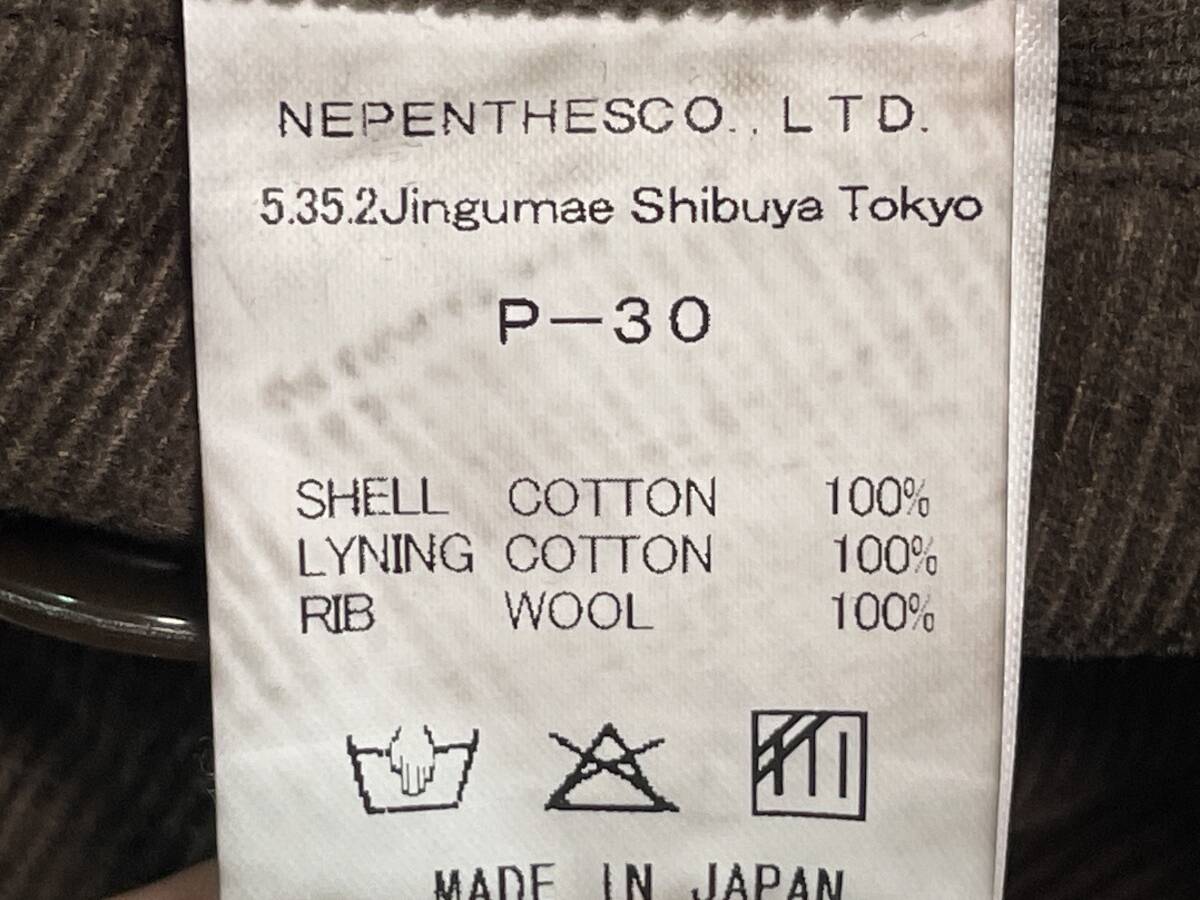 NEPENTHESCO., LTD.
5.35.2Jingumae Shibuya Tokyo
P-30
SHELL COTTON 100%
LYNING COTTON 100%
RIB WOOL 100%
MADE IN JAPAN